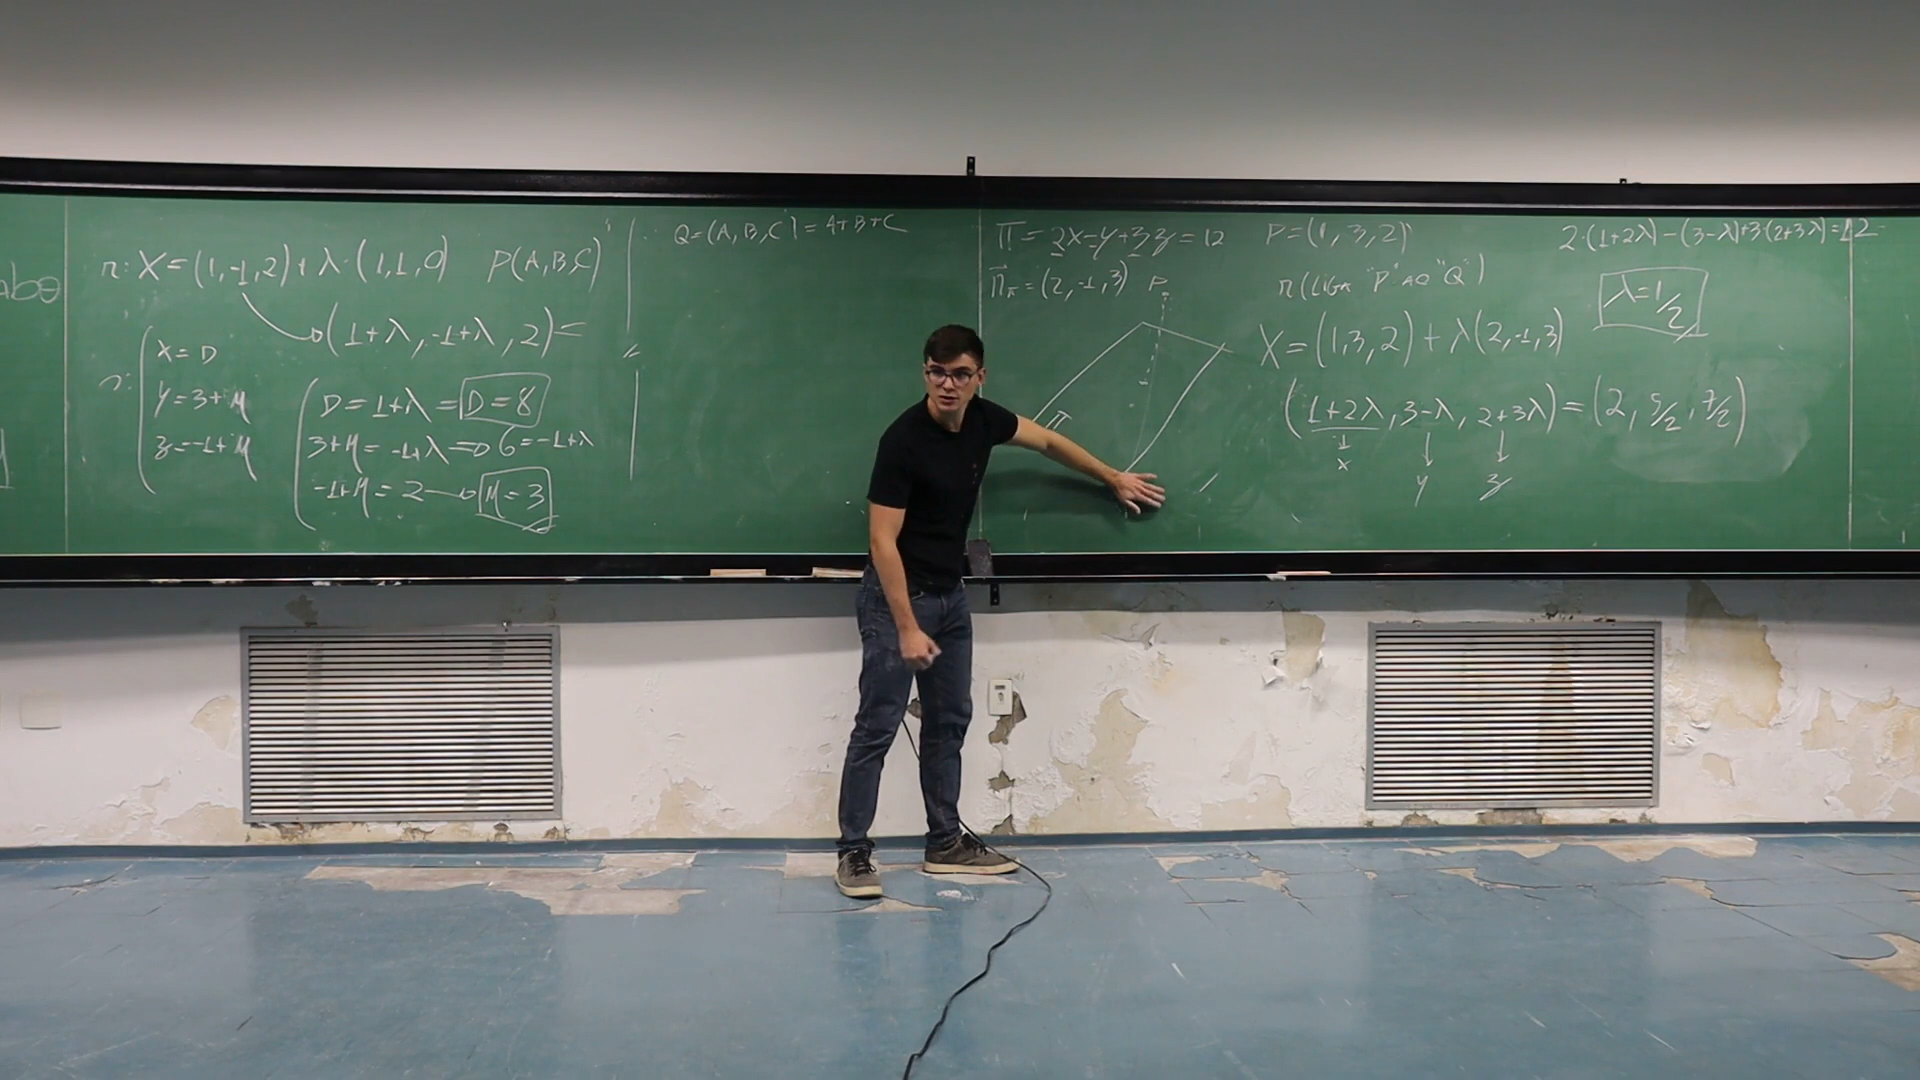 r: X=(1,-1,2)+λ·(1,1,0) P(A,B,C)
→(1+λ,-1+λ,2)=
X=D
Y=3+M
z=-1+M
D=1+λ=D=8
3+M=-1+λ=D 6=-1+λ
-1+M=2→M=3
Q=(A,B,C)=A+B+C
π=2x-y+3z=12 P=(1,3,2)
n⃗π=(2,-1,3) P
π
r(LIGA "P" AO "Q")
X=(1,3,2)+λ(2,-1,3)
(1+2λ,3-λ,2+3λ)=(2,5/2,7/2)
x
y
z
2·(1+2λ)-(3-λ)+3·(2+3λ)=12
λ=1/2